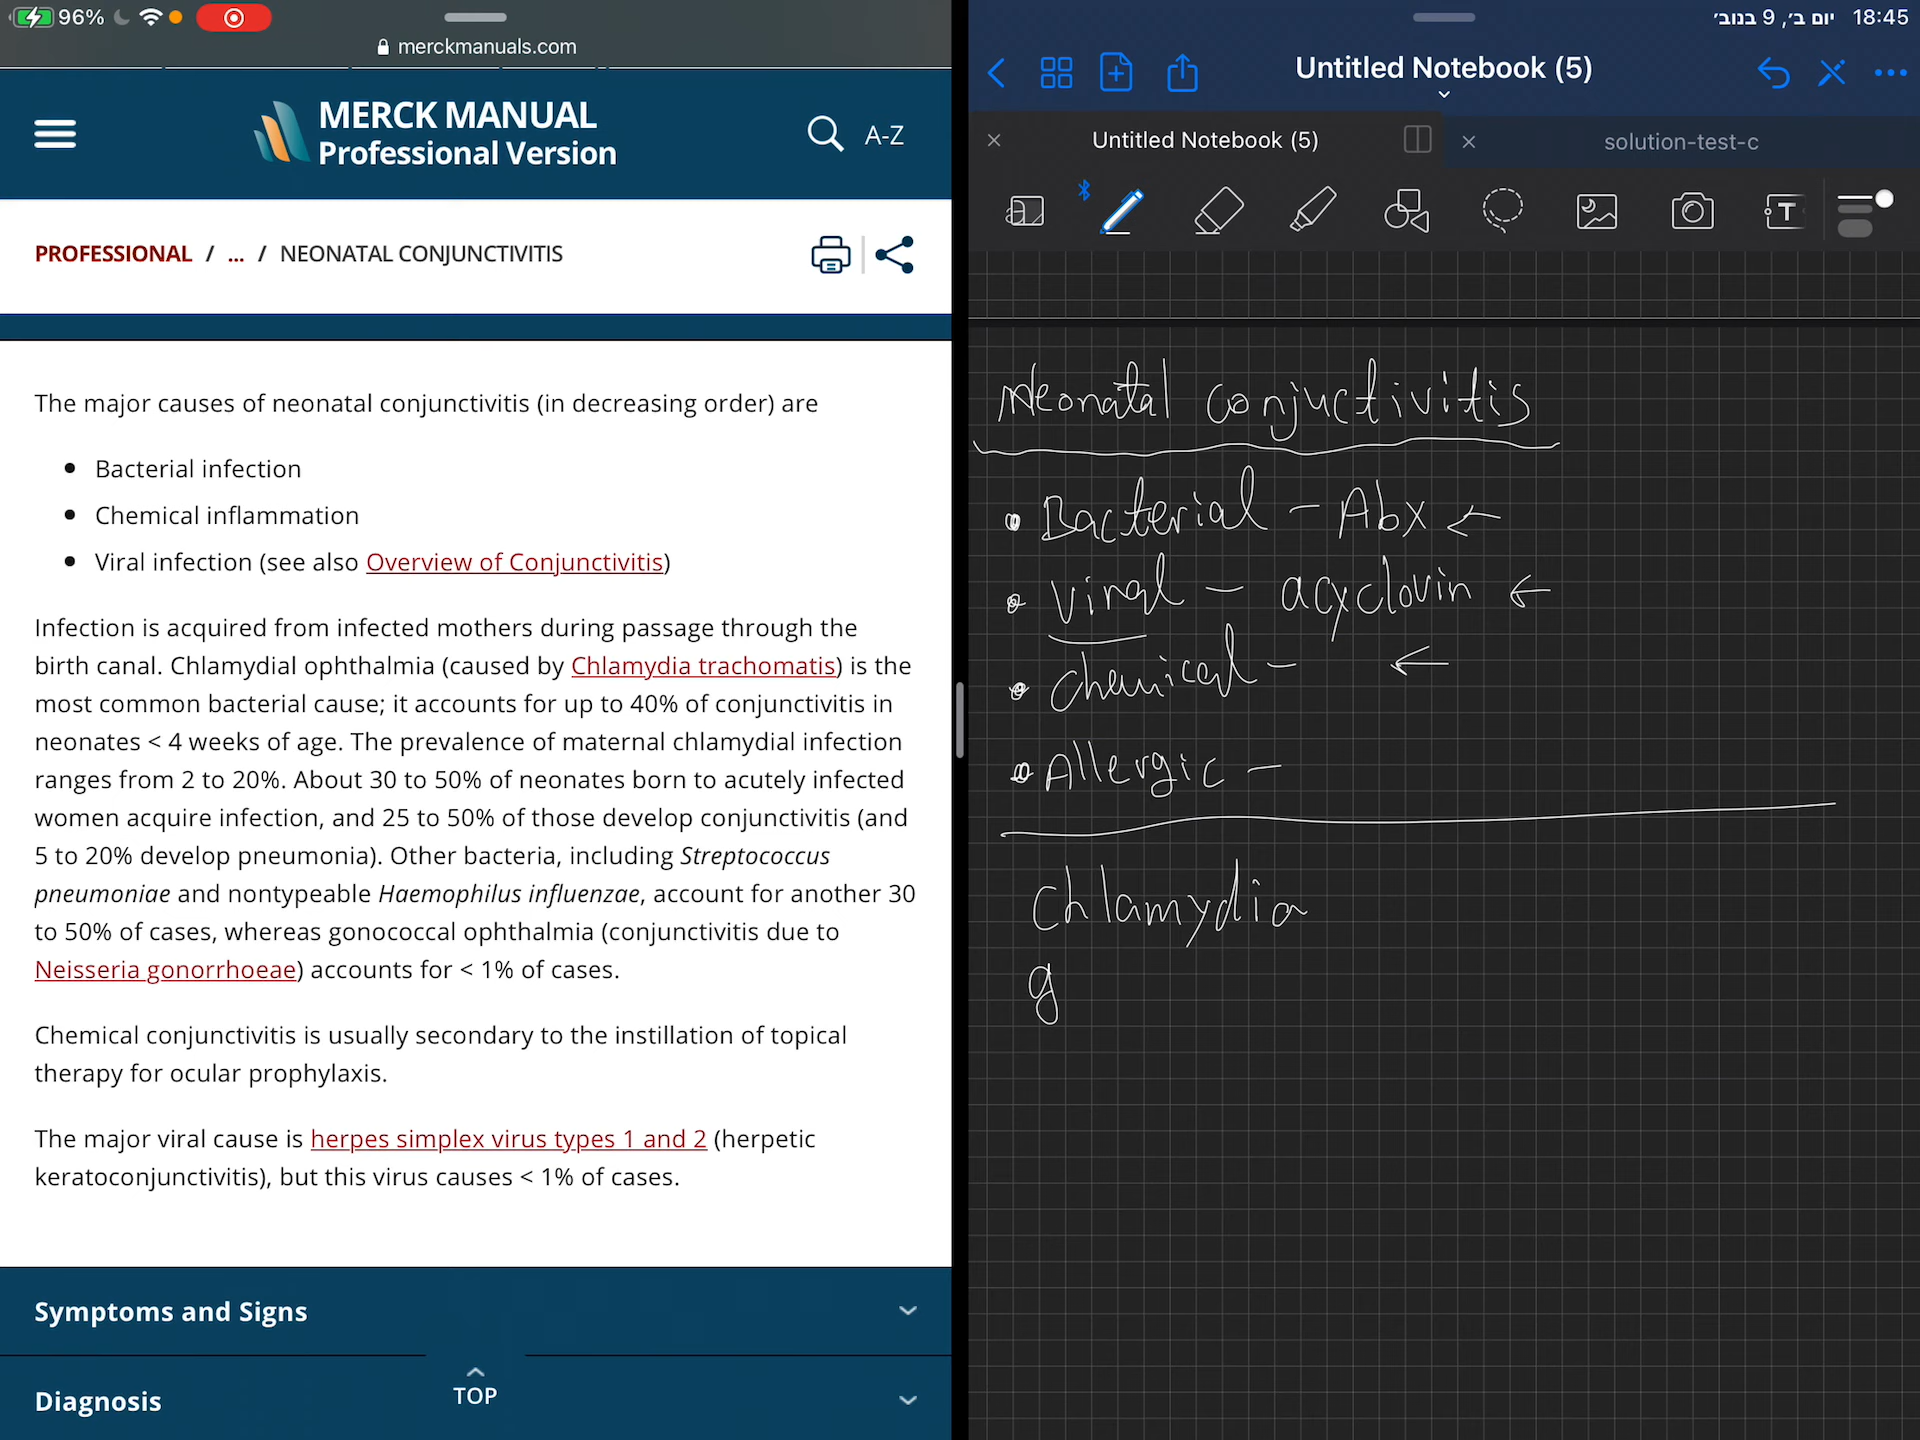 96%
merckmanuals.com
MERCK MANUAL
Professional Version
A-Z
PROFESSIONAL / ... / NEONATAL CONJUNCTIVITIS
The major causes of neonatal conjunctivitis (in decreasing order) are
• Bacterial infection
• Chemical inflammation
• Viral infection (see also Overview of Conjunctivitis)
Infection is acquired from infected mothers during passage through the
birth canal. Chlamydial ophthalmia (caused by Chlamydia trachomatis) is the
most common bacterial cause; it accounts for up to 40% of conjunctivitis in
neonates < 4 weeks of age. The prevalence of maternal chlamydial infection
ranges from 2 to 20%. About 30 to 50% of neonates born to acutely infected
women acquire infection, and 25 to 50% of those develop conjunctivitis (and
5 to 20% develop pneumonia). Other bacteria, including Streptococcus
pneumoniae and nontypeable Haemophilus influenzae, account for another 30
to 50% of cases, whereas gonococcal ophthalmia (conjunctivitis due to
Neisseria gonorrhoeae) accounts for < 1% of cases.
Chemical conjunctivitis is usually secondary to the instillation of topical
therapy for ocular prophylaxis.
The major viral cause is herpes simplex virus types 1 and 2 (herpetic
keratoconjunctivitis), but this virus causes < 1% of cases.
Symptoms and Signs
TOP
Diagnosis
18:45 יום ב׳, 9 בנוב׳
Untitled Notebook (5)
Untitled Notebook (5)
solution-test-c
Neonatal conjuctivitis
• Bacterial - Abx ←
• Viral - acyclovir ←
• Chemical - ←
• Allergic -
Chlamydia
g